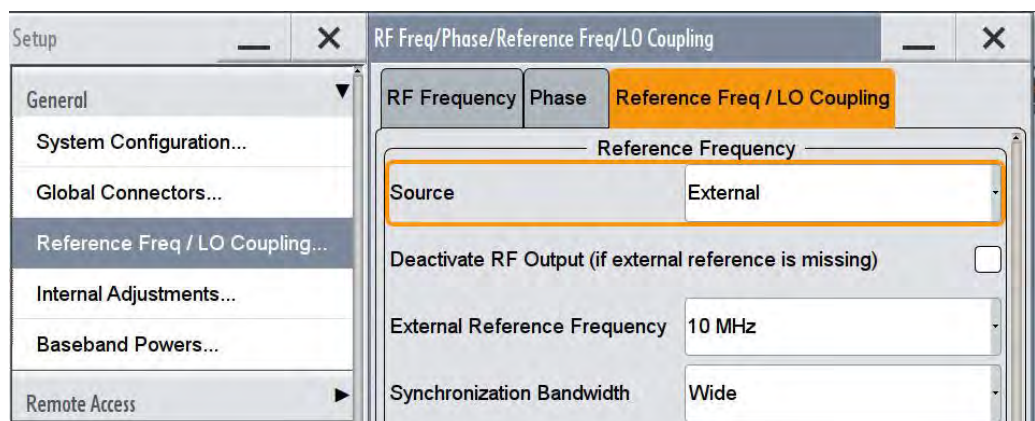 Setup
General
System Configuration...
Global Connectors...
Reference Freq / LO Coupling...
Internal Adjustments...
Baseband Powers...
Remote Access
RF Freq/Phase/Reference Freq/LO Coupling
RF Frequency Phase Reference Freq / LO Coupling
Reference Frequency
Source External
Deactivate RF Output (if external reference is missing)
External Reference Frequency 10 MHz
Synchronization Bandwidth Wide